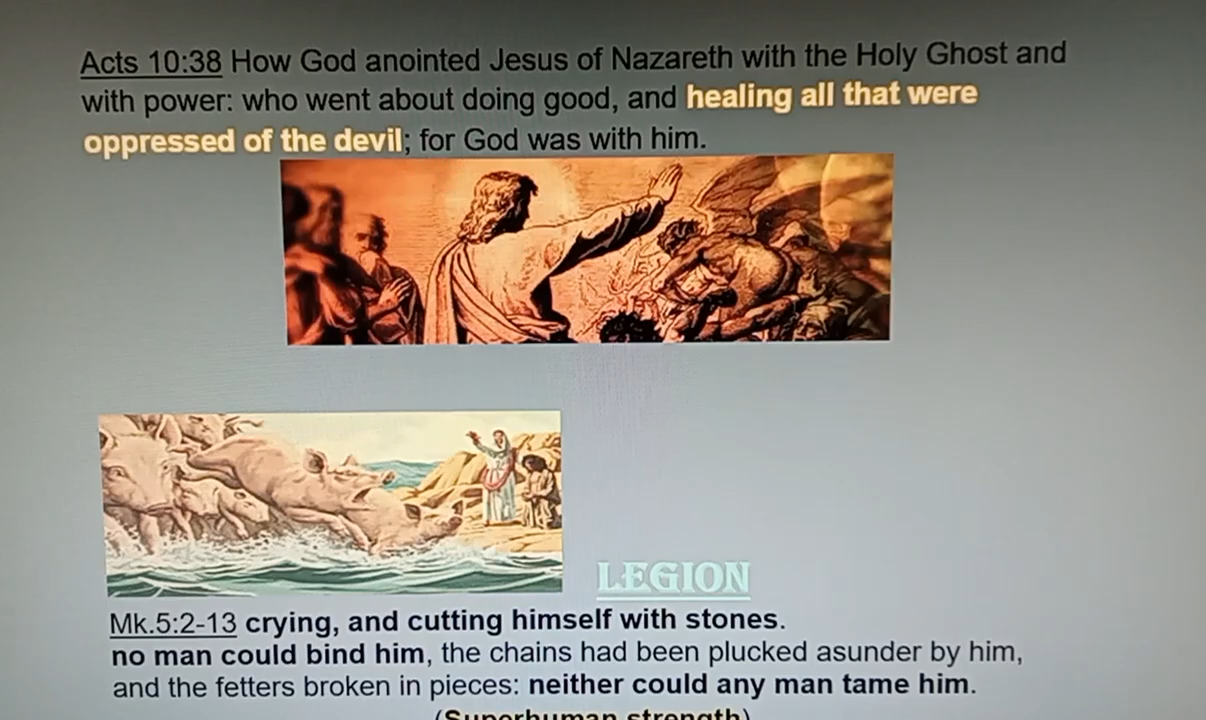 Acts 10:38 How God anointed Jesus of Nazareth with the Holy Ghost and
with power: who went about doing good, and healing all that were
oppressed of the devil; for God was with him.
LEGION
Mk.5:2-13 crying, and cutting himself with stones.
no man could bind him, the chains had been plucked asunder by him,
and the fetters broken in pieces: neither could any man tame him.
(Superhuman strength)